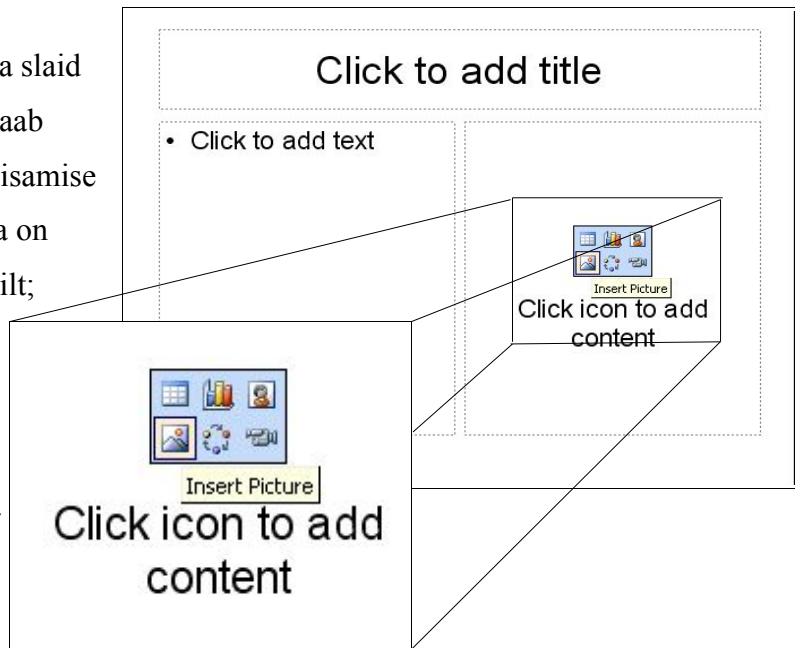 a slaid
aab
isamise
a on
ilt;
Click to add title
• Click to add text
Insert Picture
Click icon to add
content
Insert Picture
Click icon to add
content